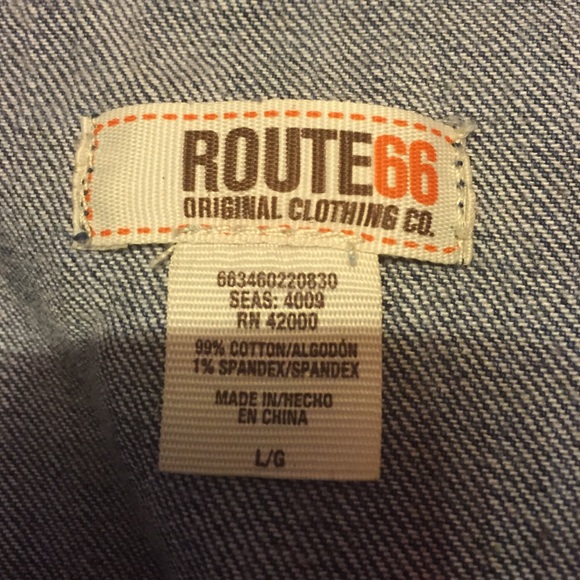 ROUTE66
ORIGINAL CLOTHING CO.
663460220830
SEAS: 4009
RN 42000
99% COTTON/ALGODÓN
1% SPANDEX/SPANDEX
MADE IN/HECHO
EN CHINA
L/G